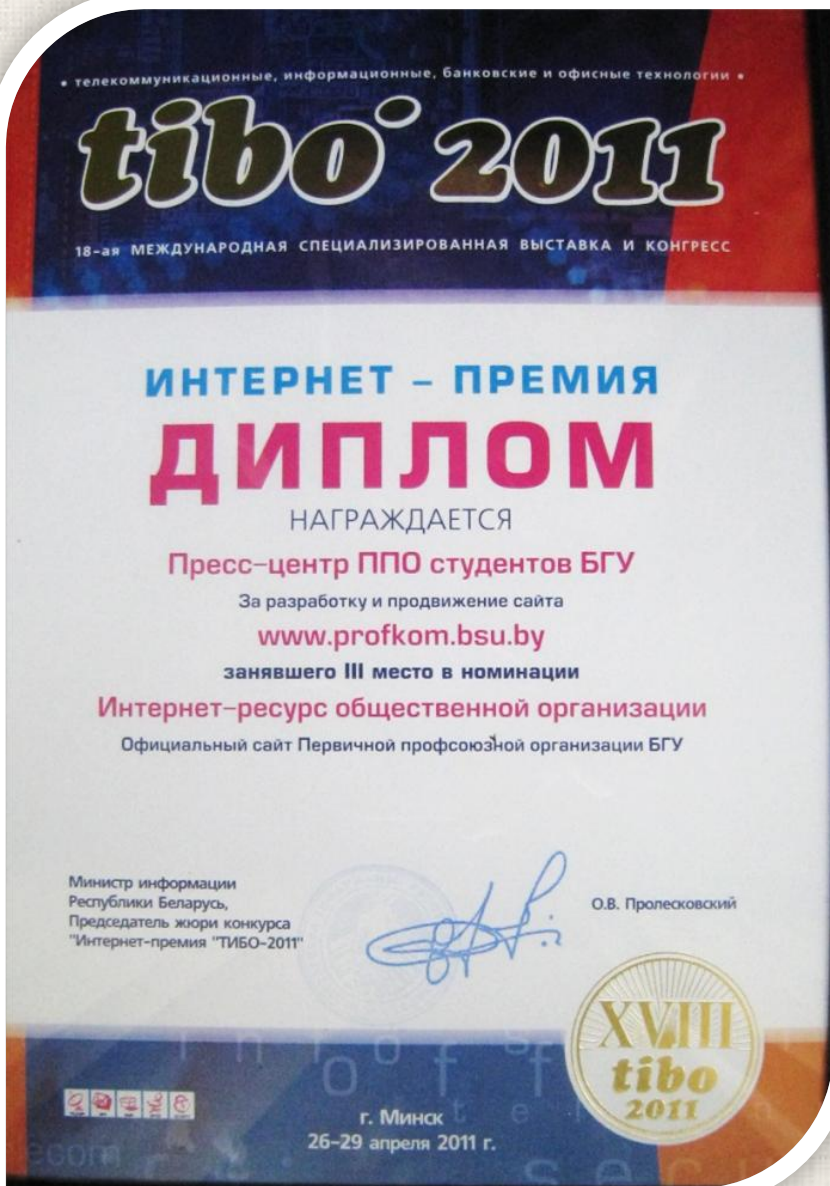 • телекоммуникационные, информационные, банковские и офисные технологии •
tibo 2011
18-ая МЕЖДУНАРОДНАЯ СПЕЦИАЛИЗИРОВАННАЯ ВЫСТАВКА И КОНГРЕСС
ИНТЕРНЕТ – ПРЕМИЯ
ДИПЛОМ
НАГРАЖДАЕТСЯ
Пресс-центр ППО студентов БГУ
За разработку и продвижение сайта
www.profkom.bsu.by
занявшего III место в номинации
Интернет-ресурс общественной организации
Официальный сайт Первичной профсоюзной организации БГУ
Министр информации
Республики Беларусь,
Председатель жюри конкурса
"Интернет-премия "ТИБО-2011"
О.В. Пролесковский
XVIII
tibo
2011
г. Минск
26-29 апреля 2011 г.
ecom